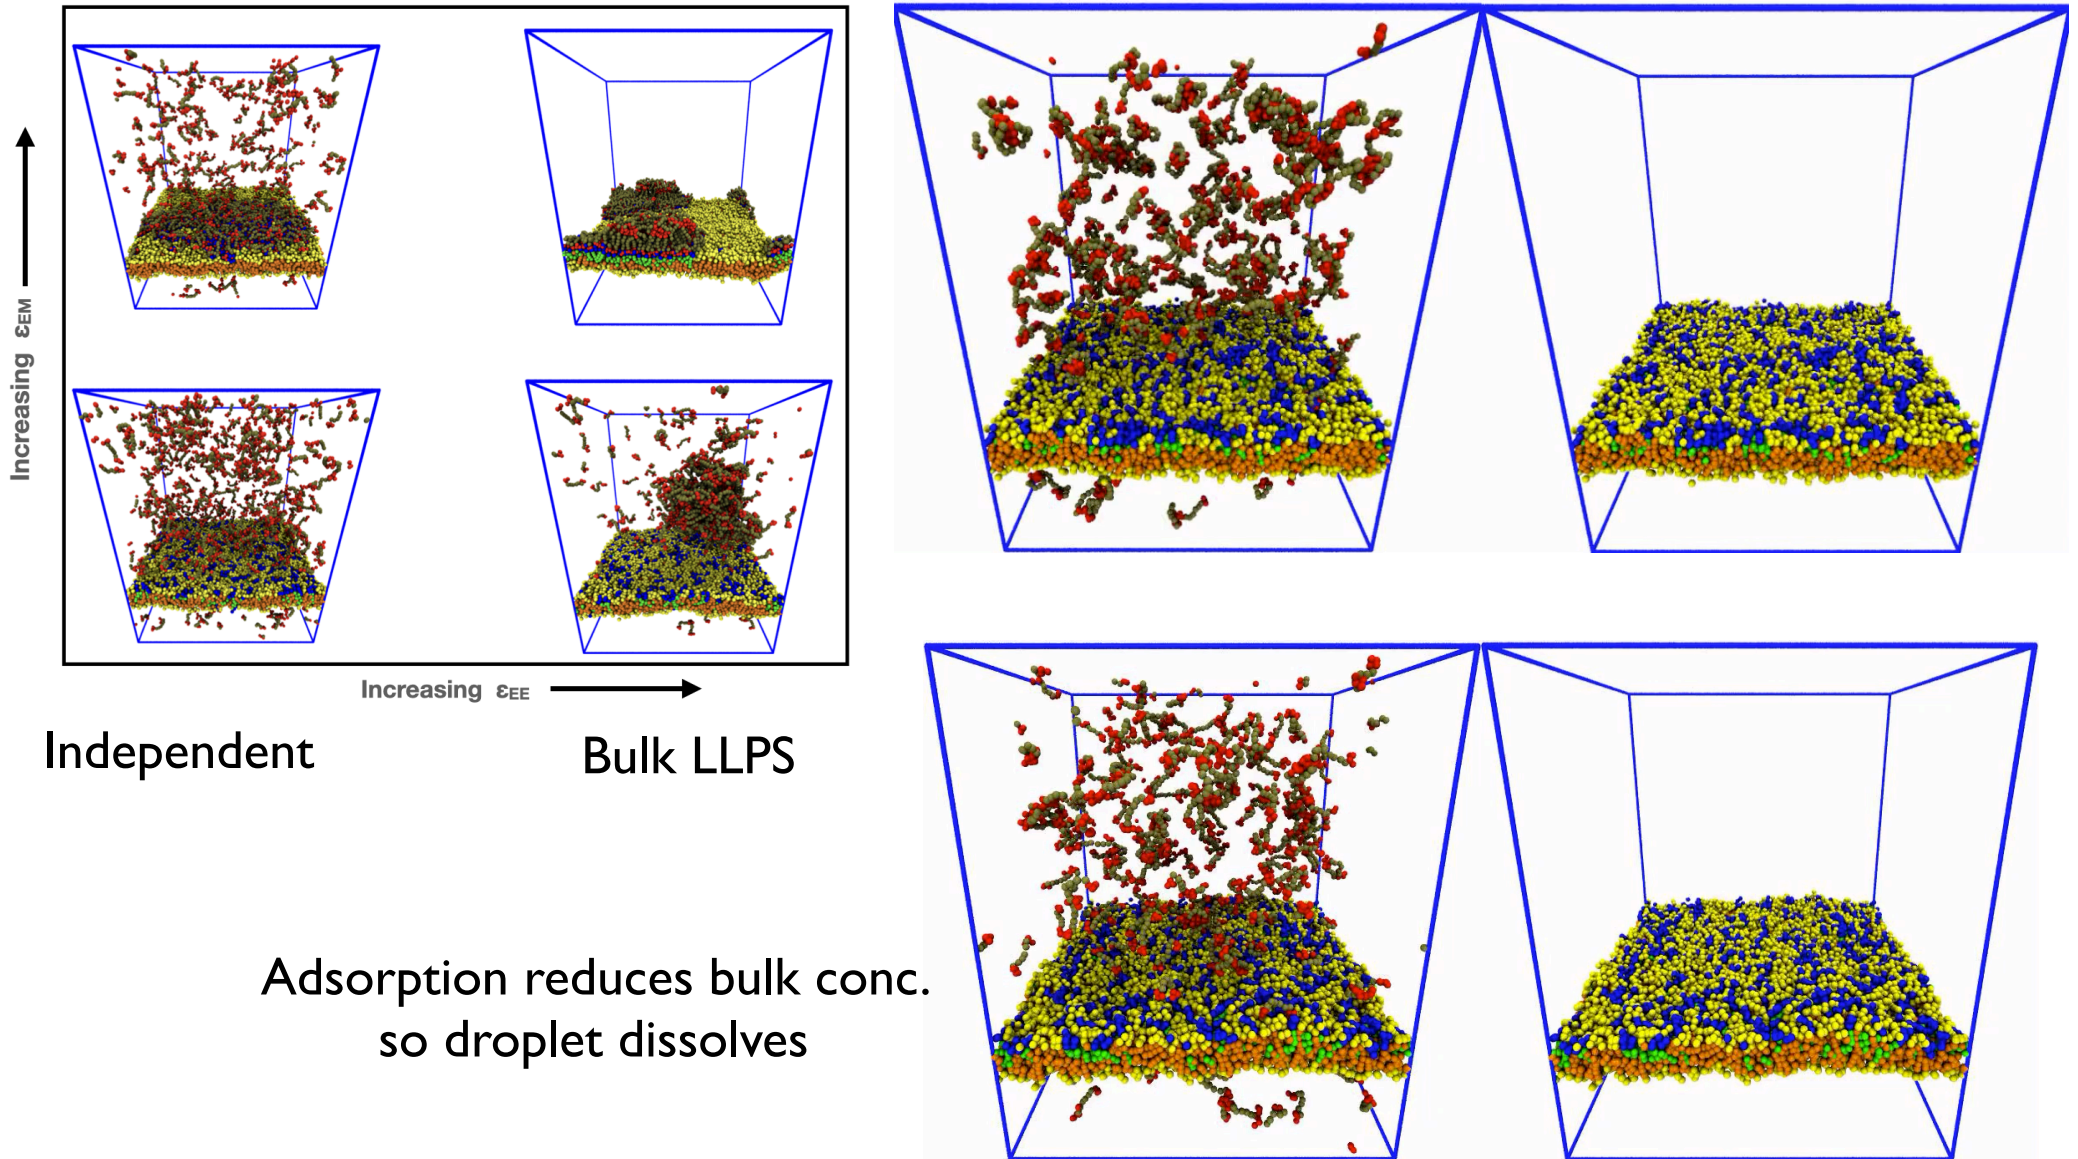 Increasing εEM
Increasing εEE
Independent
Bulk LLPS
Adsorption reduces bulk conc.
so droplet dissolves